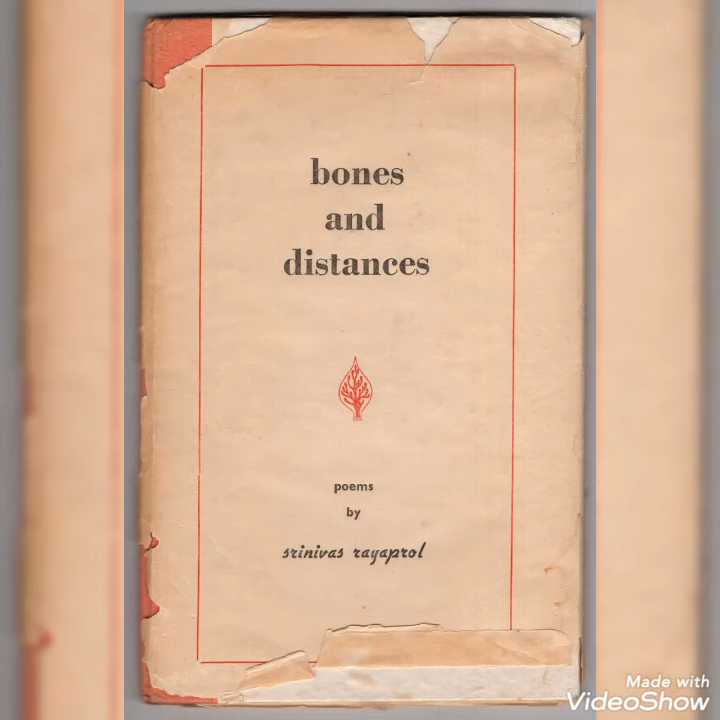 bones
and
distances
poems
by
srinivas rayaprol
Made with
VideoShow